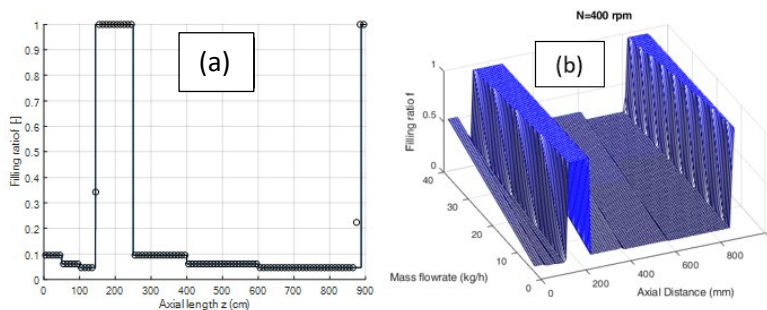 (a)
Filling ratiof [-]
1
0.9
0.8
0.7
0.6
0.5
0.4
0.3
0.2
0.1
0
0 100 200 300 400 500 600 700 800 900
Axial length z (cm)
N=400 rpm
(b)
Filling ratio f
1
0.5
0
40
30
20
10
0
Mass flowrate (kg/h)
0
200
400
600
800
Axial Distance (mm)